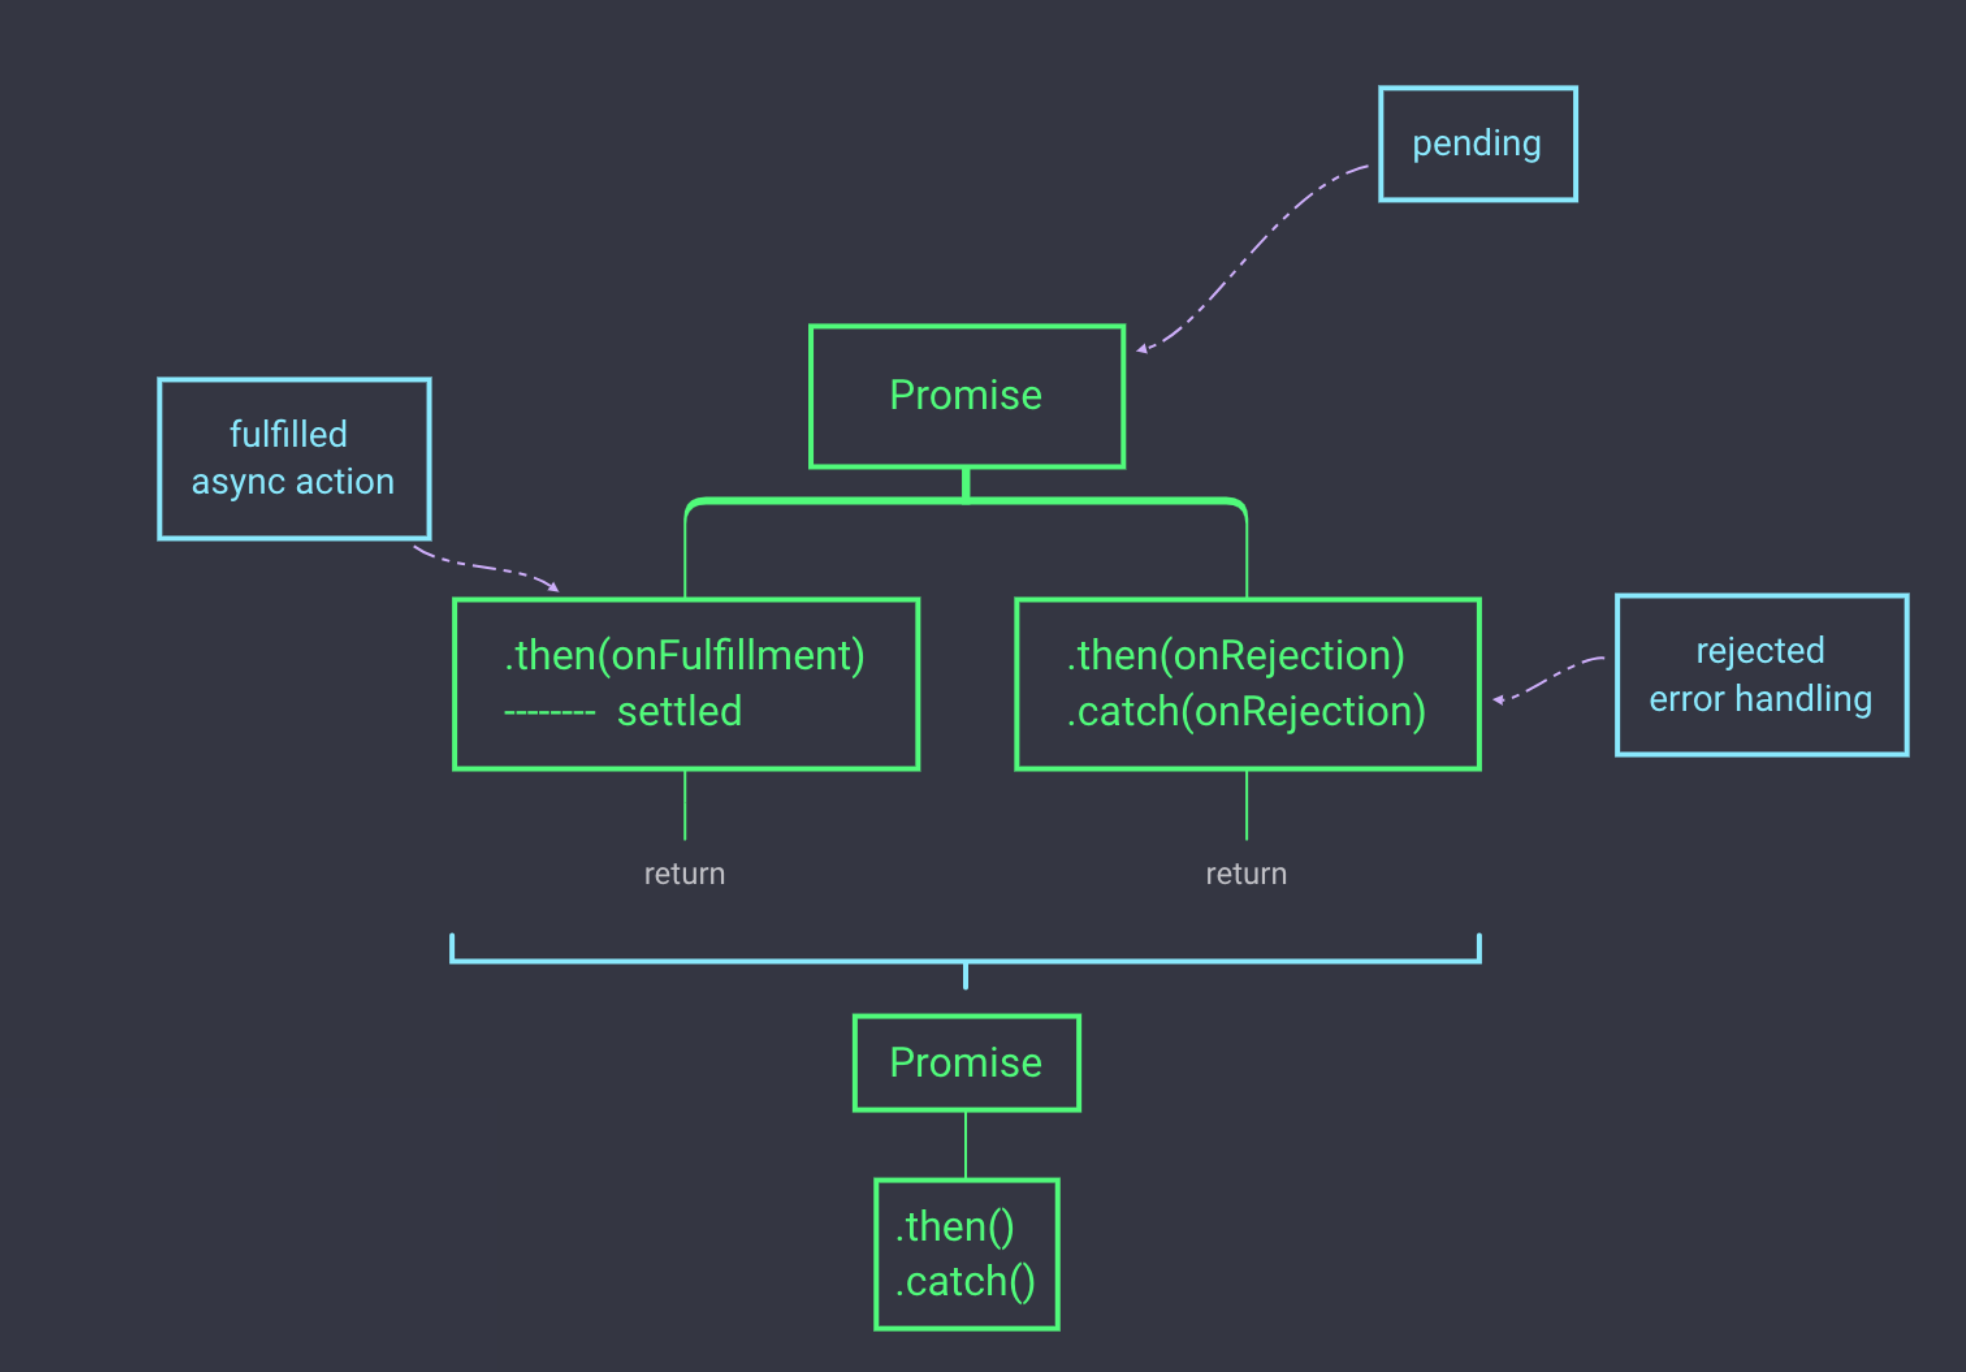 pending
Promise
fulfilled
async action
.then(onFulfillment)
-------- settled
.then(onRejection)
.catch(onRejection)
rejected
error handling
return
return
Promise
.then()
.catch()